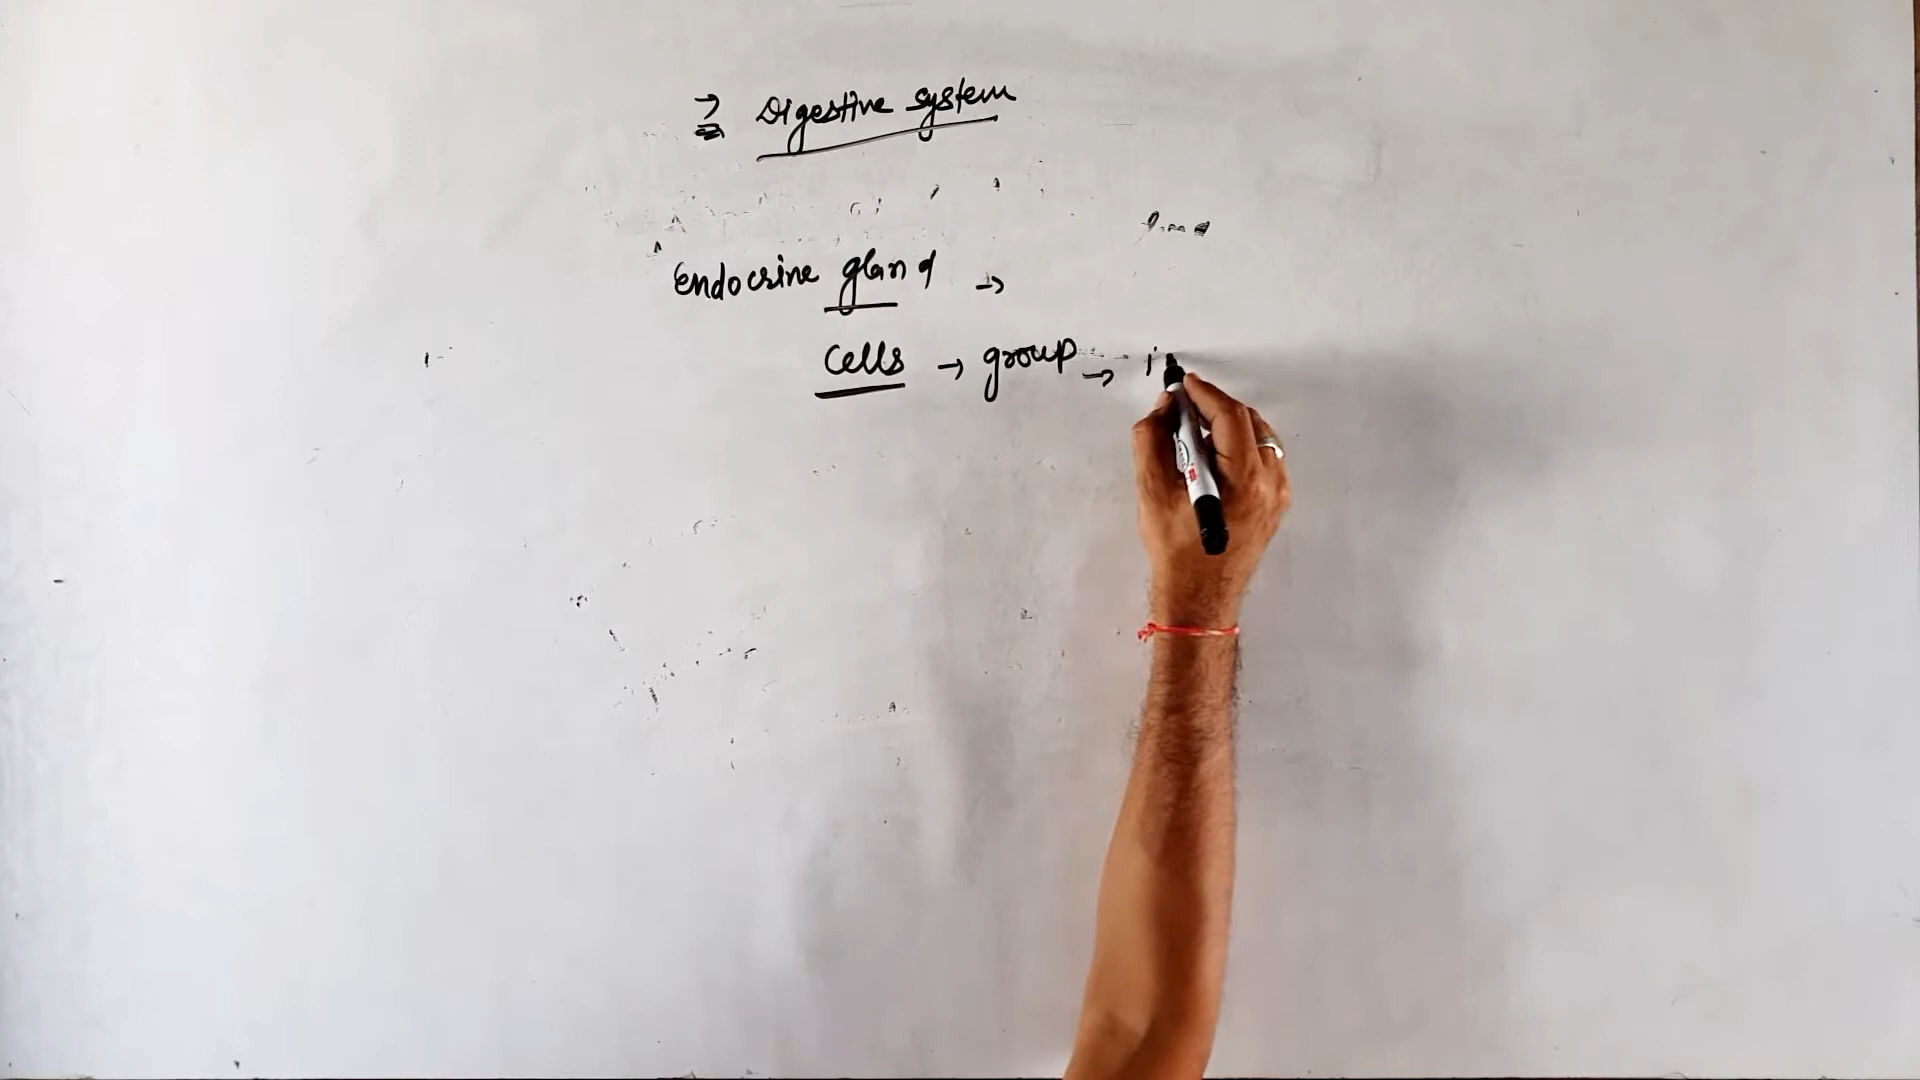 → Digestive system
Endocrine gland →
Cells → group → i